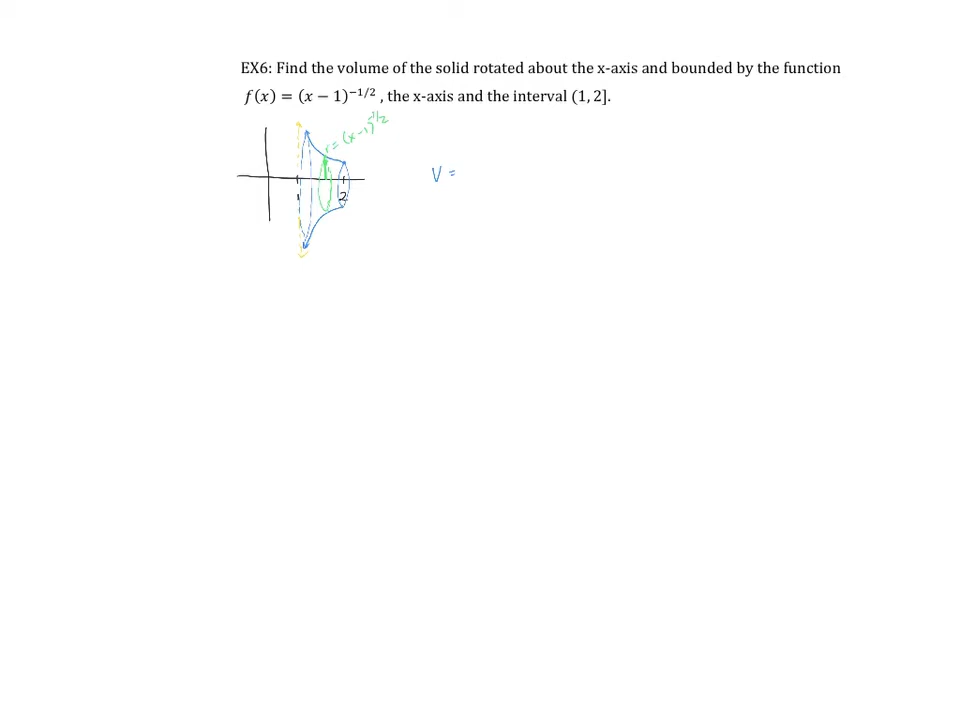 EX6: Find the volume of the solid rotated about the x-axis and bounded by the function
f(x) = (x − 1)^{−1/2} , the x-axis and the interval (1, 2].
r = (x-1)^{-1/2}
V =
1 2